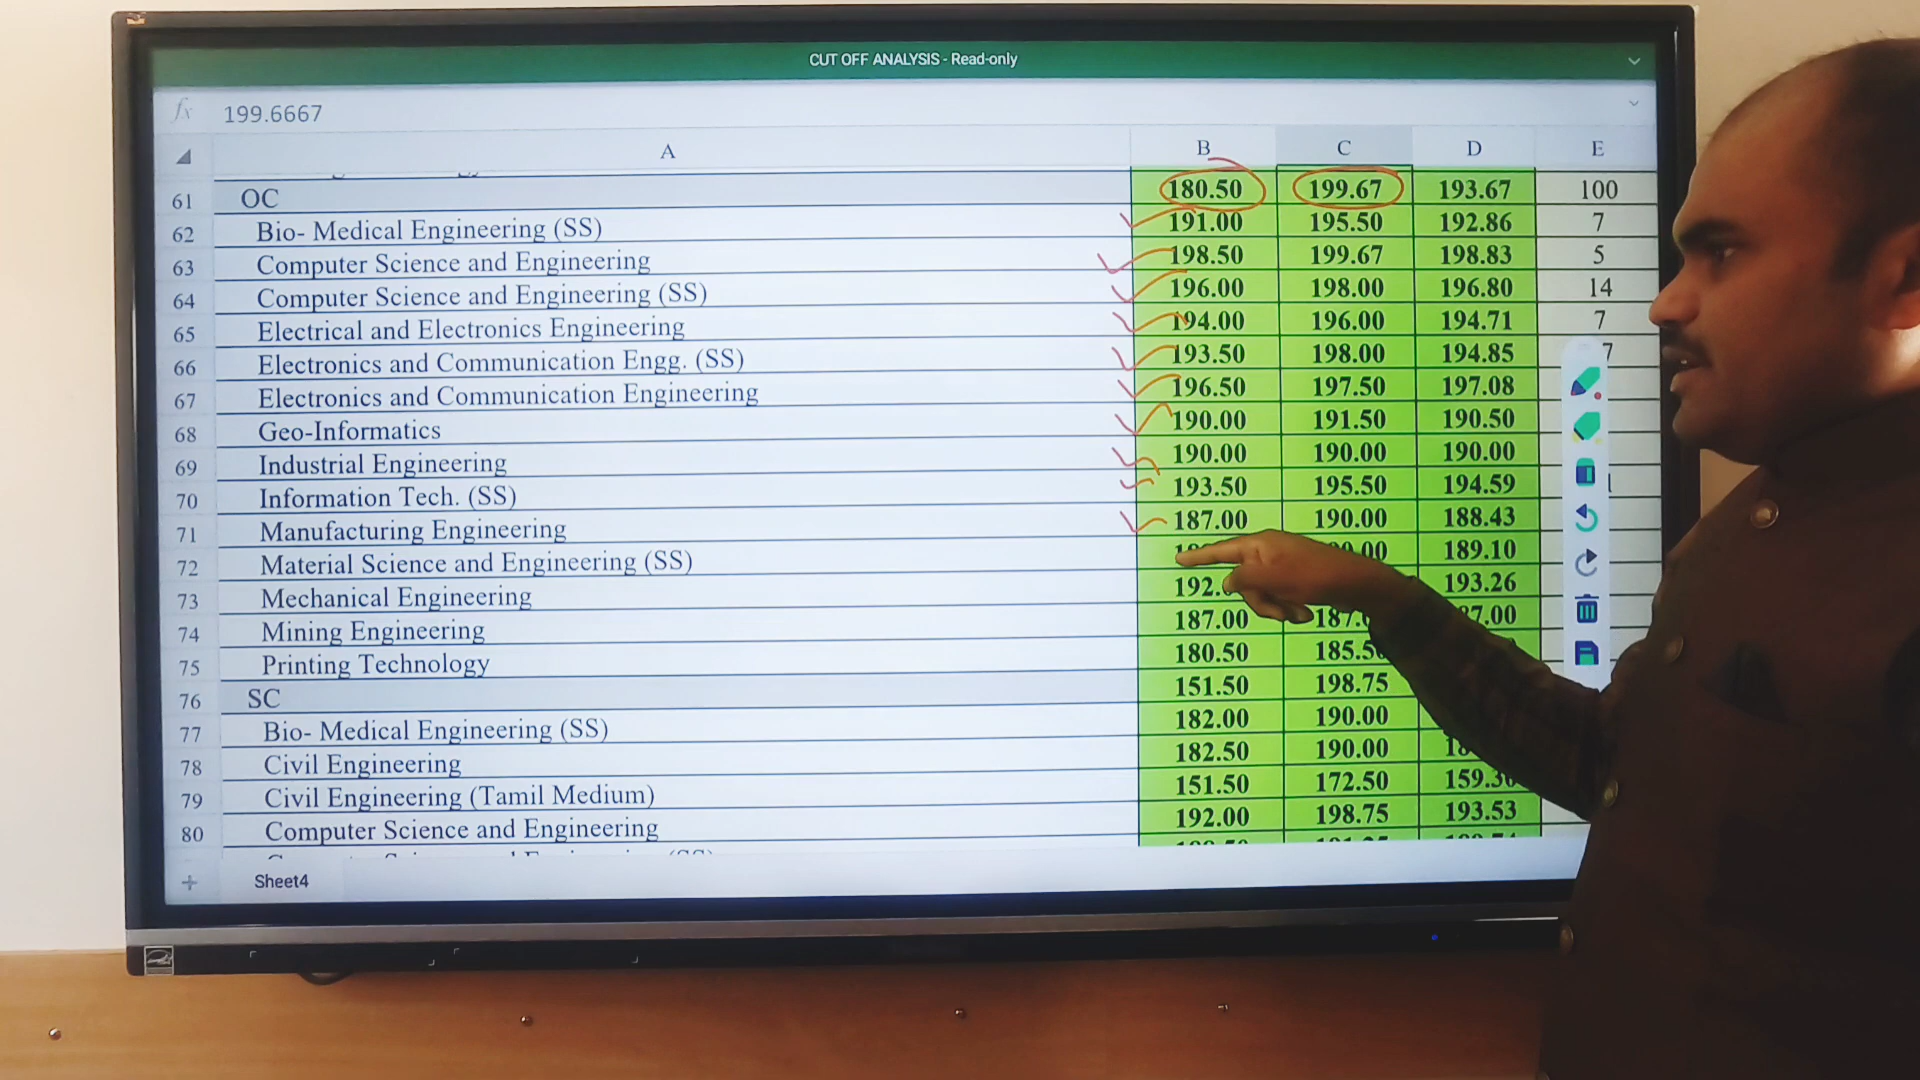 CUT OFF ANALYSIS - Read-only
fx 199.6667
A B C D E
61 OC 180.50 199.67 193.67 100
62 Bio- Medical Engineering (SS) 191.00 195.50 192.86 7
63 Computer Science and Engineering 198.50 199.67 198.83 5
64 Computer Science and Engineering (SS) 196.00 198.00 196.80 14
65 Electrical and Electronics Engineering 194.00 196.00 194.71 7
66 Electronics and Communication Engg. (SS) 193.50 198.00 194.85 7
67 Electronics and Communication Engineering 196.50 197.50 197.08
68 Geo-Informatics 190.00 191.50 190.50
69 Industrial Engineering 190.00 190.00 190.00
70 Information Tech. (SS) 193.50 195.50 194.59
71 Manufacturing Engineering 187.00 190.00 188.43
72 Material Science and Engineering (SS) 189.10
73 Mechanical Engineering 192. 193.26
74 Mining Engineering 187.00 187. 7.00
75 Printing Technology 180.50 185.5
76 SC 151.50 198.75
77 Bio- Medical Engineering (SS) 182.00 190.00
78 Civil Engineering 182.50 190.00
79 Civil Engineering (Tamil Medium) 151.50 172.50 159.3
80 Computer Science and Engineering 192.00 198.75 193.53
+ Sheet4